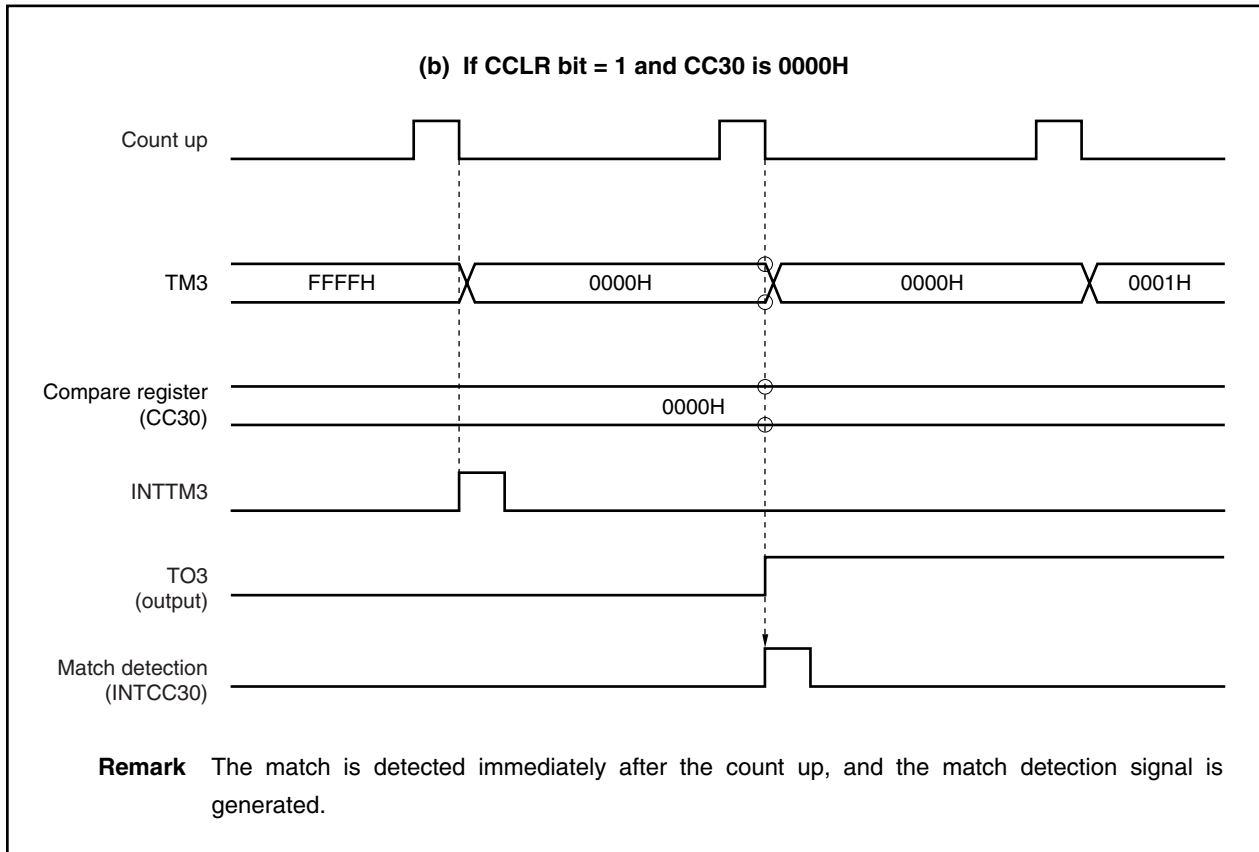 (b) If CCLR bit = 1 and CC30 is 0000H
Count up
TM3
FFFFH
0000H
0000H
0001H
Compare register
(CC30)
0000H
INTTM3
TO3
(output)
Match detection
(INTCC30)
Remark The match is detected immediately after the count up, and the match detection signal is
generated.